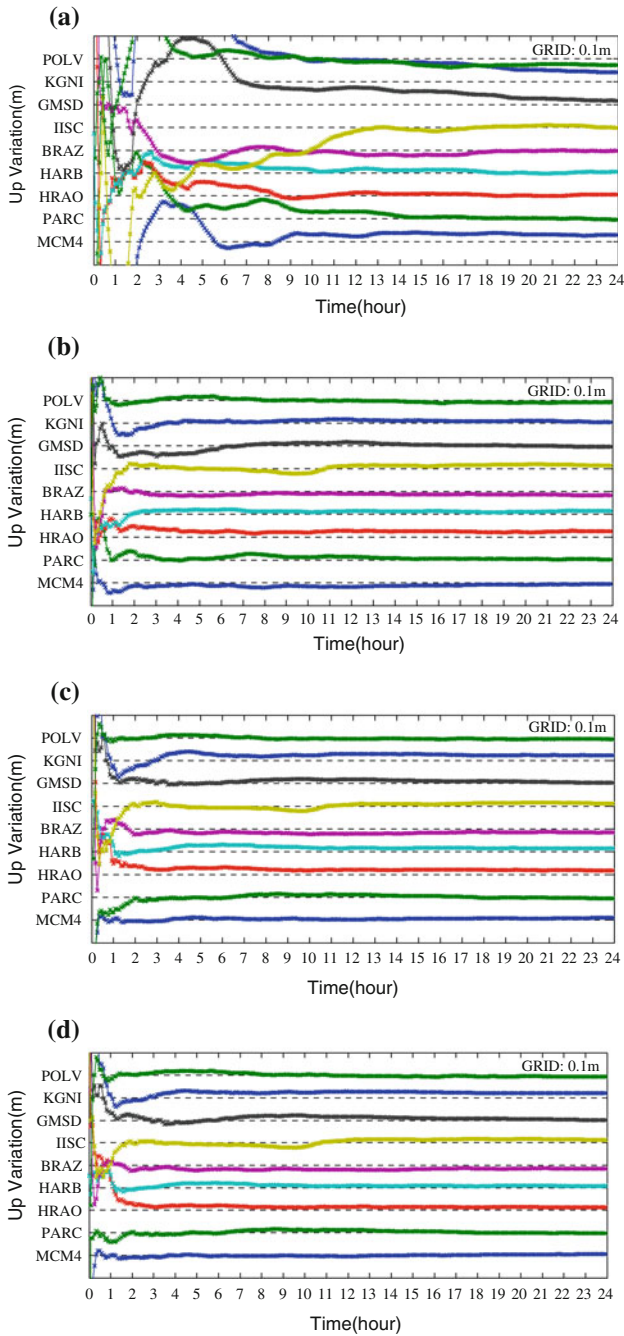 (a)
GRID: 0.1m
Up Variation(m)
POLV
KGNI
GMSD
IISC
BRAZ
HARB
HRAO
PARC
MCM4
0 1 2 3 4 5 6 7 8 9 10 11 12 13 14 15 16 17 18 19 20 21 22 23 24
Time(hour)
(b)
GRID: 0.1m
Up Variation(m)
POLV
KGNI
GMSD
IISC
BRAZ
HARB
HRAO
PARC
MCM4
0 1 2 3 4 5 6 7 8 9 10 11 12 13 14 15 16 17 18 19 20 21 22 23 24
Time(hour)
(c)
GRID: 0.1m
Up Variation(m)
POLV
KGNI
GMSD
IISC
BRAZ
HARB
HRAO
PARC
MCM4
0 1 2 3 4 5 6 7 8 9 10 11 12 13 14 15 16 17 18 19 20 21 22 23 24
Time(hour)
(d)
GRID: 0.1m
Up Variation(m)
POLV
KGNI
GMSD
IISC
BRAZ
HARB
HRAO
PARC
MCM4
0 1 2 3 4 5 6 7 8 9 10 11 12 13 14 15 16 17 18 19 20 21 22 23 24
Time(hour)